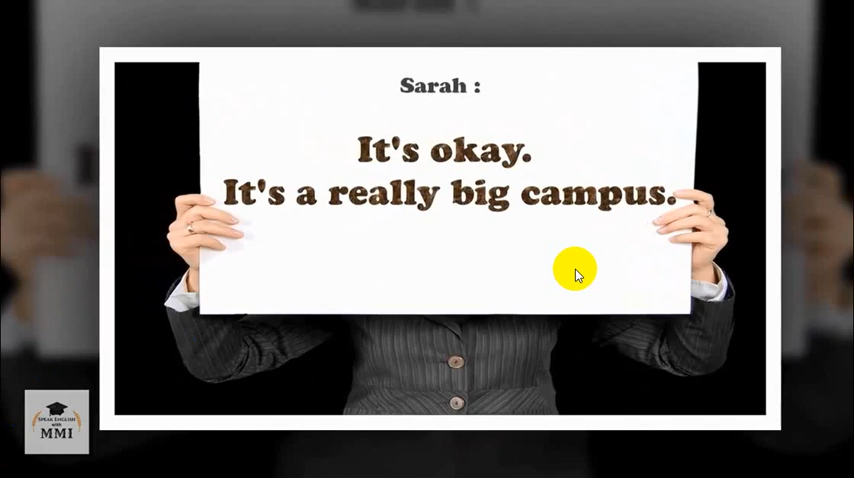 Sarah :
It's okay.
It's a really big campus.
SPEAK ENGLISH
with
MMI